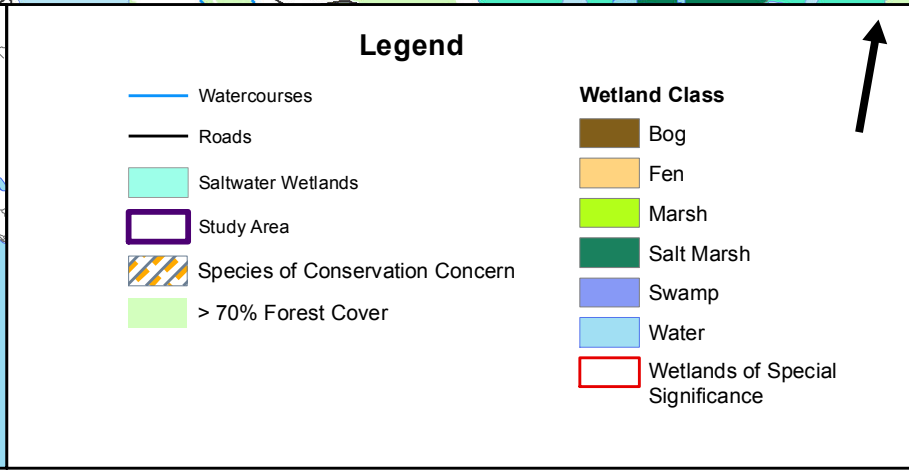 Legend
Watercourses
Roads
Saltwater Wetlands
Study Area
Species of Conservation Concern
> 70% Forest Cover
Wetland Class
Bog
Fen
Marsh
Salt Marsh
Swamp
Water
Wetlands of Special
Significance